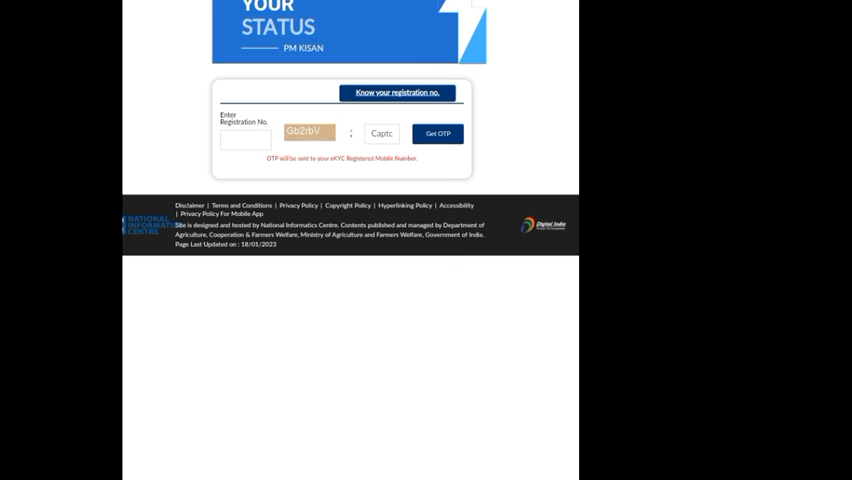 YOUR
STATUS
PM KISAN
Know your registration no.
Enter
Registration No.
Gb2rbV : Captc Get OTP
OTP will be sent to your eKYC Registered Mobile Number.
Disclaimer | Terms and Conditions | Privacy Policy | Copyright Policy | Hyperlinking Policy | Accessibility
| Privacy Policy For Mobile App
NATIONAL
INFORMATICS
CENTRE
Site is designed and hosted by National Informatics Centre. Contents published and managed by Department of
Agriculture, Cooperation & Farmers Welfare, Ministry of Agriculture and Farmers Welfare, Government of India.
Page Last Updated on : 18/01/2023
Digital India
Power To Empower